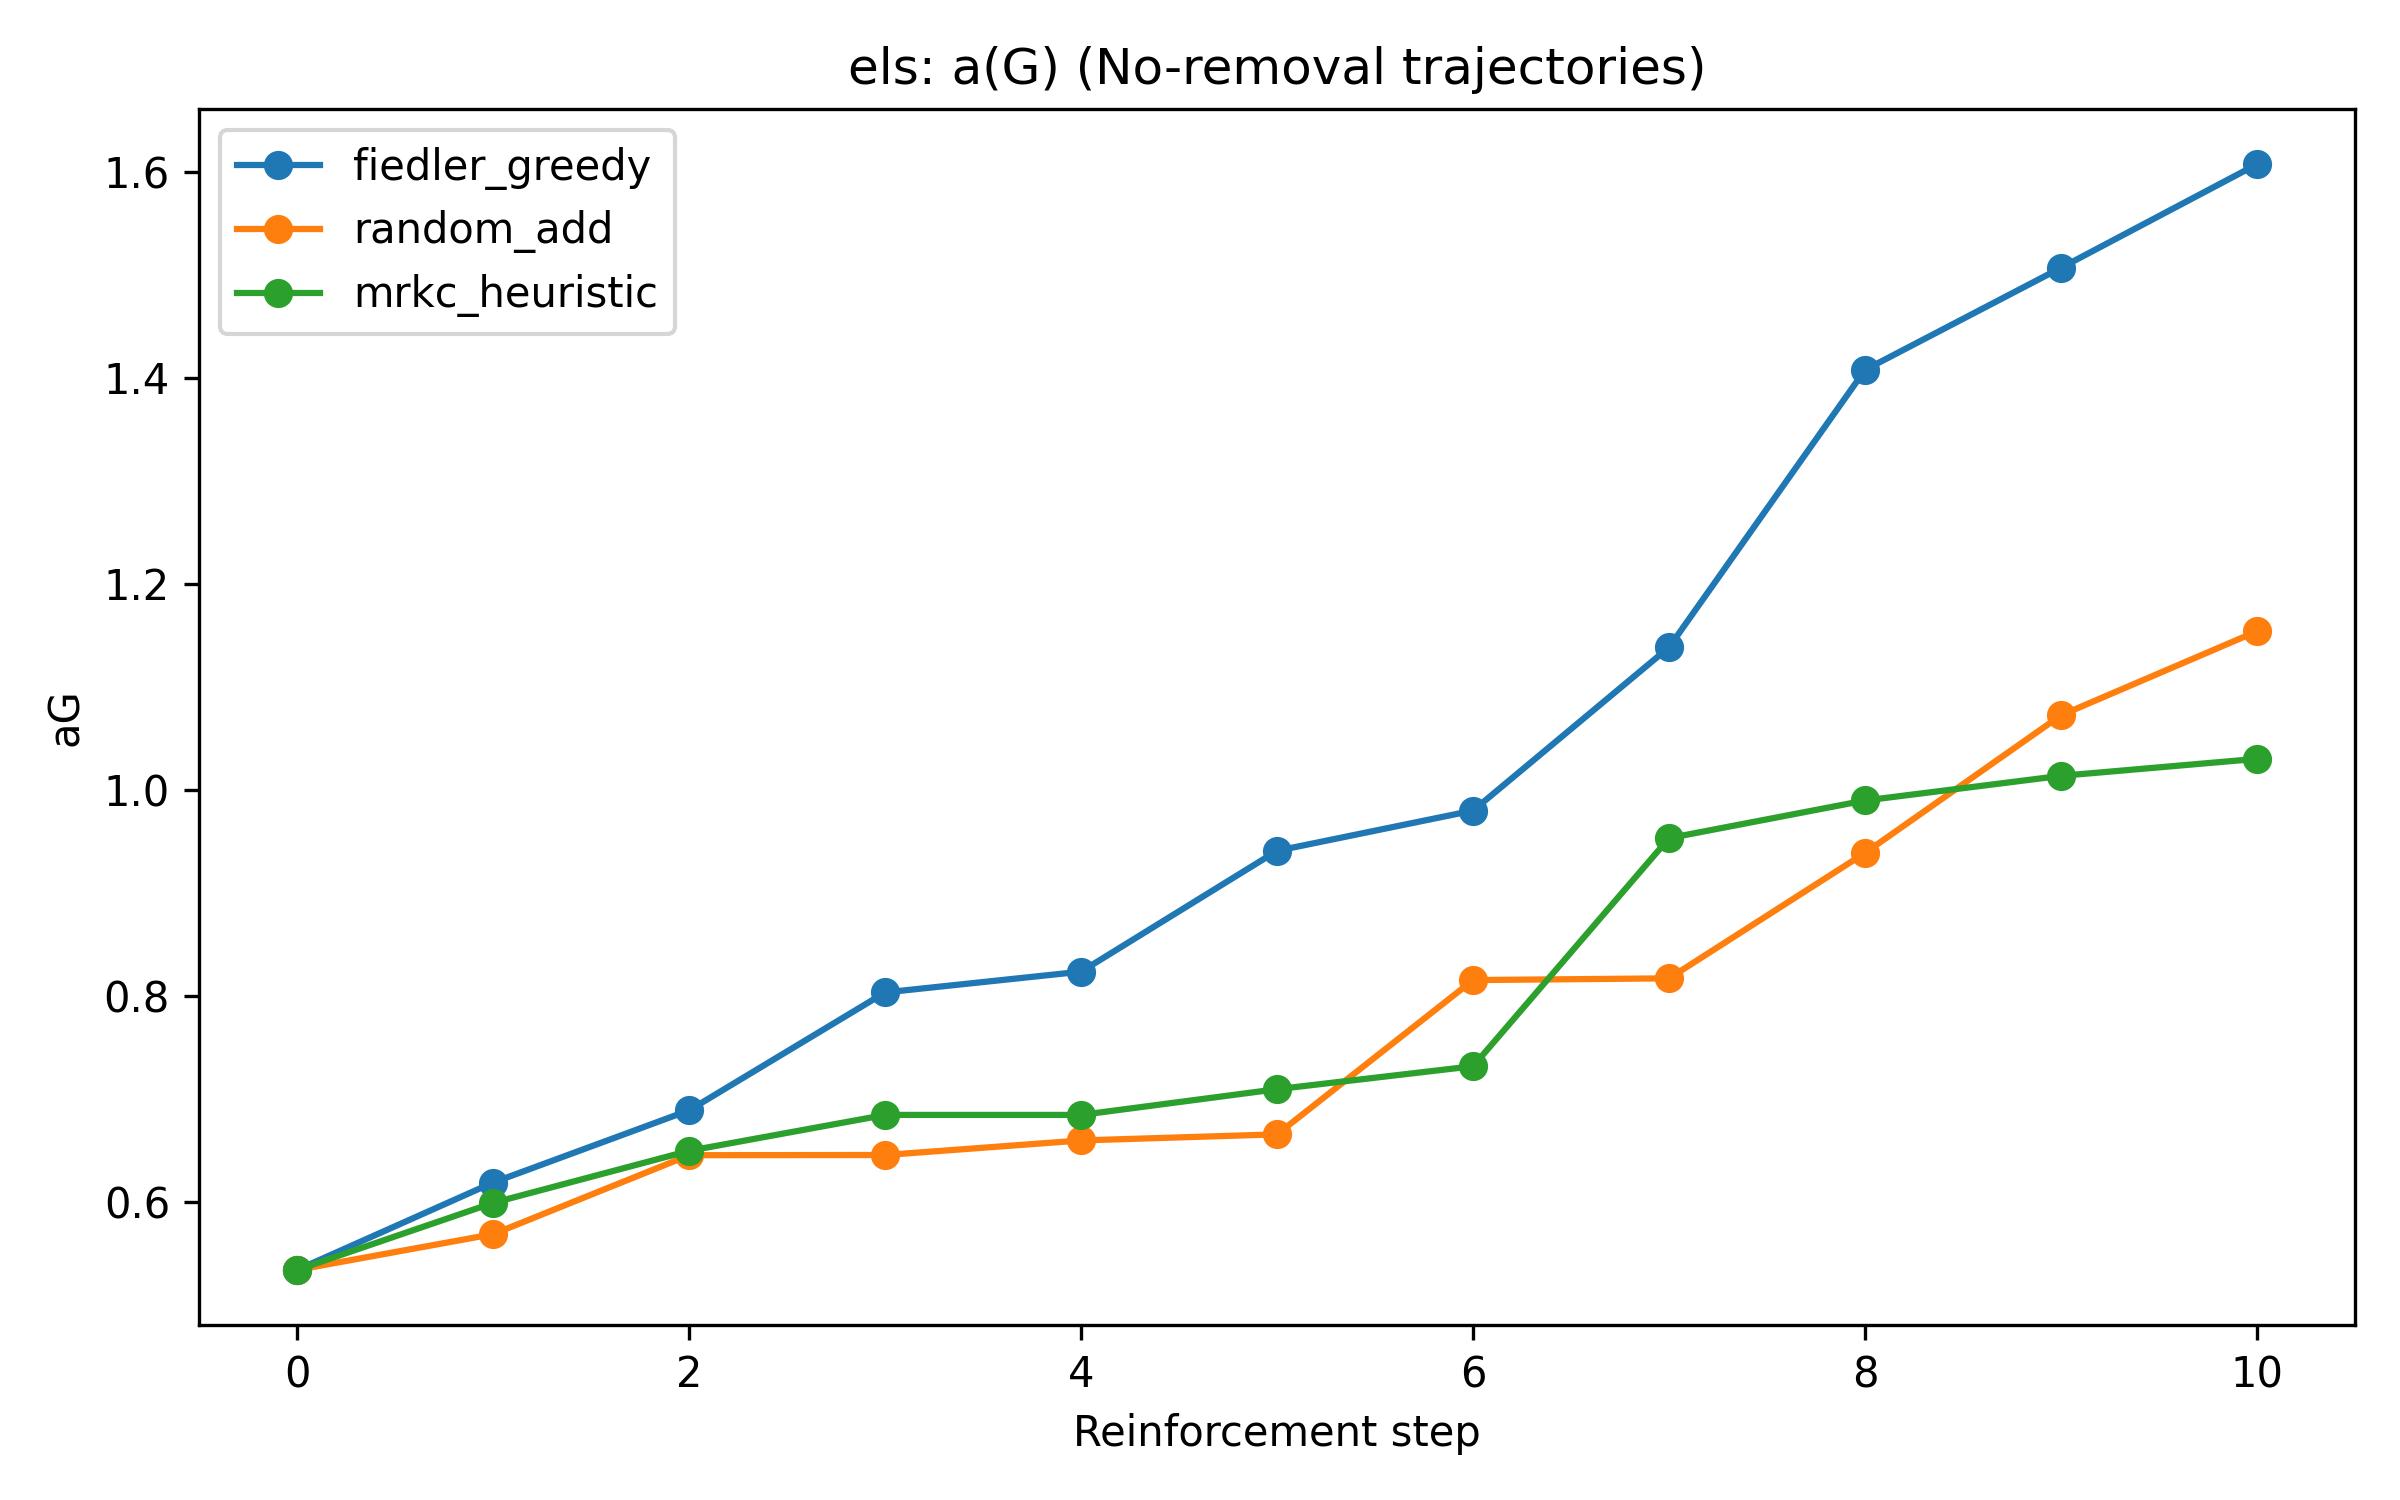 els: a(G) (No-removal trajectories)
fiedler_greedy
random_add
mrkc_heuristic
aG
1.6
1.4
1.2
1.0
0.8
0.6
0 2 4 6 8 10
Reinforcement step